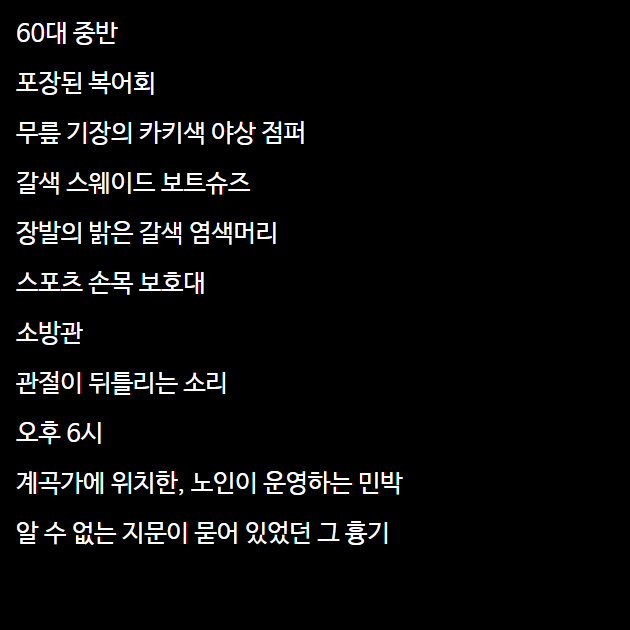 60대 중반
포장된 복어회
무릎 기장의 카키색 야상 점퍼
갈색 스웨이드 보트슈즈
장발의 밝은 갈색 염색머리
스포츠 손목 보호대
소방관
관절이 뒤틀리는 소리
오후 6시
계곡가에 위치한, 노인이 운영하는 민박
알 수 없는 지문이 묻어 있었던 그 흉기